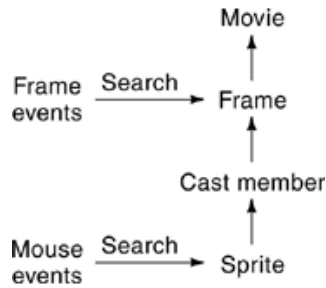 Movie
Frame events
Search
Frame
Cast member
Mouse events
Search
Sprite